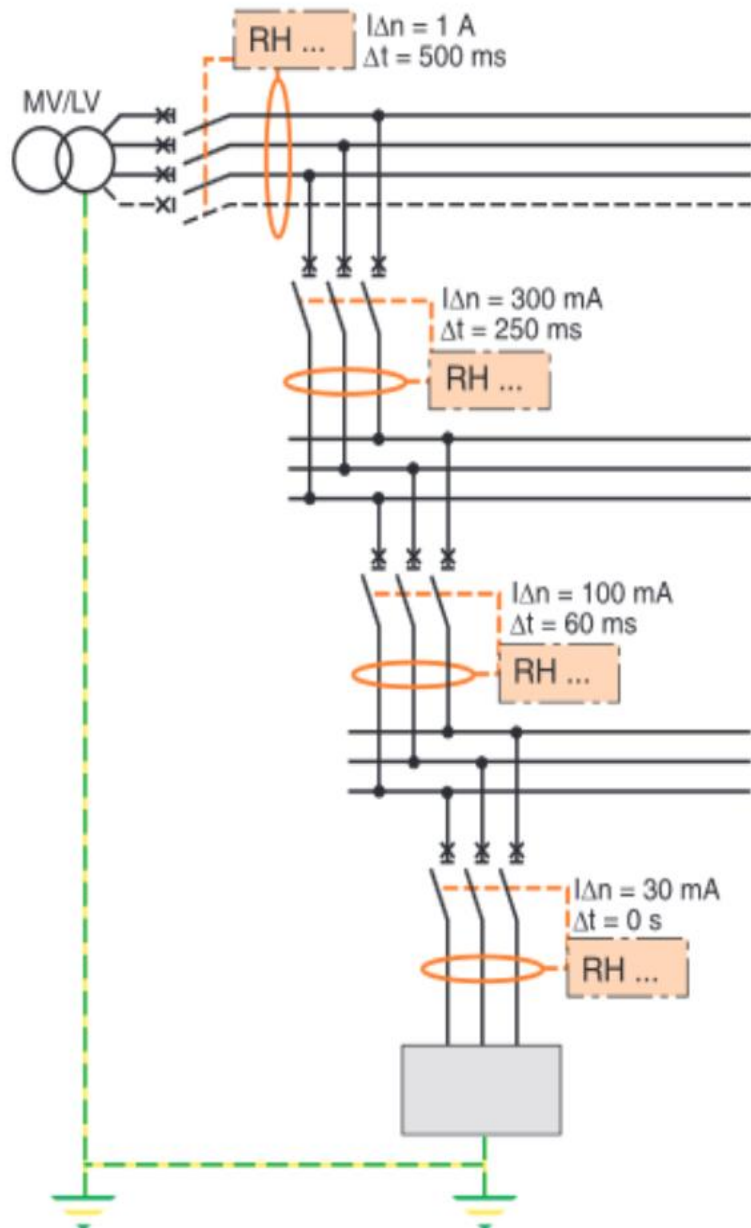 RH ...
IΔn = 1 A
Δt = 500 ms
MV/LV
IΔn = 300 mA
Δt = 250 ms
RH ...
IΔn = 100 mA
Δt = 60 ms
RH ...
IΔn = 30 mA
Δt = 0 s
RH ...